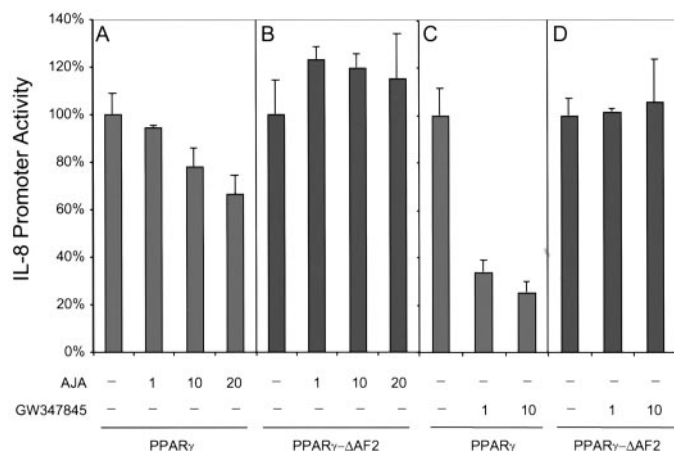 140%
A B C D
120%
100%
80%
60%
40%
20%
0%
IL-8 Promoter Activity
AJA – 1 10 20 – 1 10 20 – – – – – –
GW347845 – – – – – – – – – 1 10 – 1 10
PPARγ PPARγ–ΔAF2 PPARγ PPARγ–ΔAF2